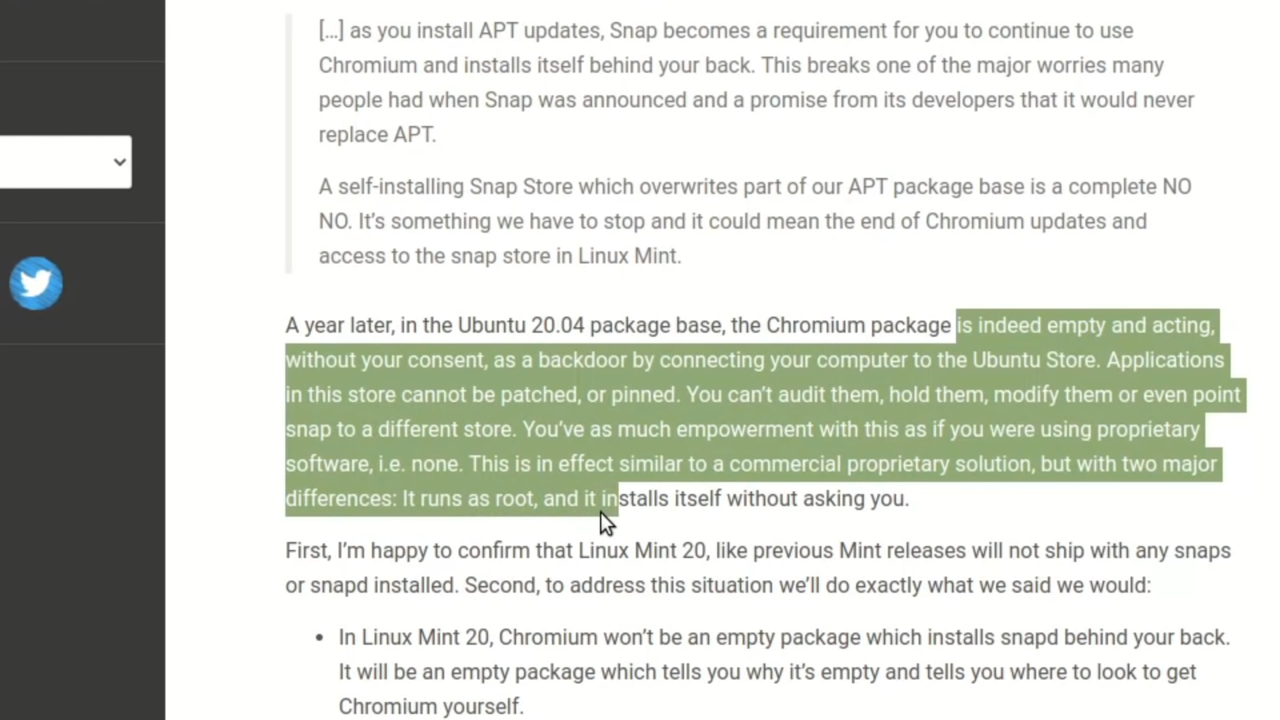 [...] as you install APT updates, Snap becomes a requirement for you to continue to use
Chromium and installs itself behind your back. This breaks one of the major worries many
people had when Snap was announced and a promise from its developers that it would never
replace APT.
A self-installing Snap Store which overwrites part of our APT package base is a complete NO
NO. It’s something we have to stop and it could mean the end of Chromium updates and
access to the snap store in Linux Mint.
A year later, in the Ubuntu 20.04 package base, the Chromium package is indeed empty and acting,
without your consent, as a backdoor by connecting your computer to the Ubuntu Store. Applications
in this store cannot be patched, or pinned. You can’t audit them, hold them, modify them or even point
snap to a different store. You’ve as much empowerment with this as if you were using proprietary
software, i.e. none. This is in effect similar to a commercial proprietary solution, but with two major
differences: It runs as root, and it installs itself without asking you.
First, I’m happy to confirm that Linux Mint 20, like previous Mint releases will not ship with any snaps
or snapd installed. Second, to address this situation we’ll do exactly what we said we would:
• In Linux Mint 20, Chromium won’t be an empty package which installs snapd behind your back.
It will be an empty package which tells you why it’s empty and tells you where to look to get
Chromium yourself.